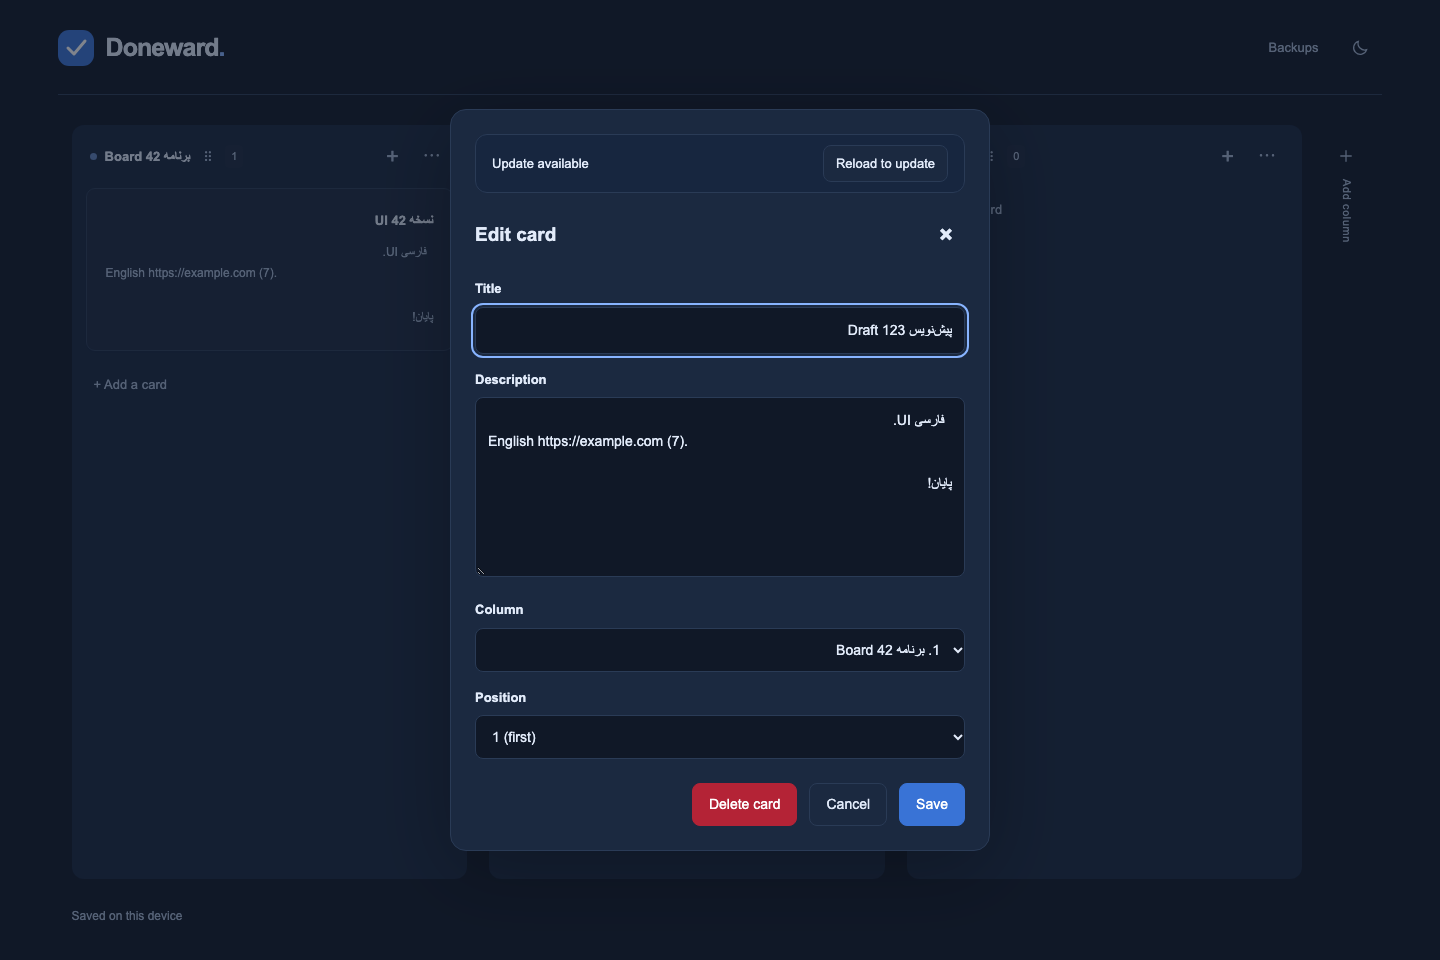 Doneward.
Backups
برنامه Board 42
1
نسخه UI 42
فارسی UI.
English https://example.com (7).
پایان!
+ Add a card
0
rd
Add column
Update available
Reload to update
Edit card
Title
پیش‌نویس Draft 123
Description
فارسی UI.
English https://example.com (7).
پایان!
Column
1. برنامه Board 42
Position
1 (first)
Delete card
Cancel
Save
Saved on this device